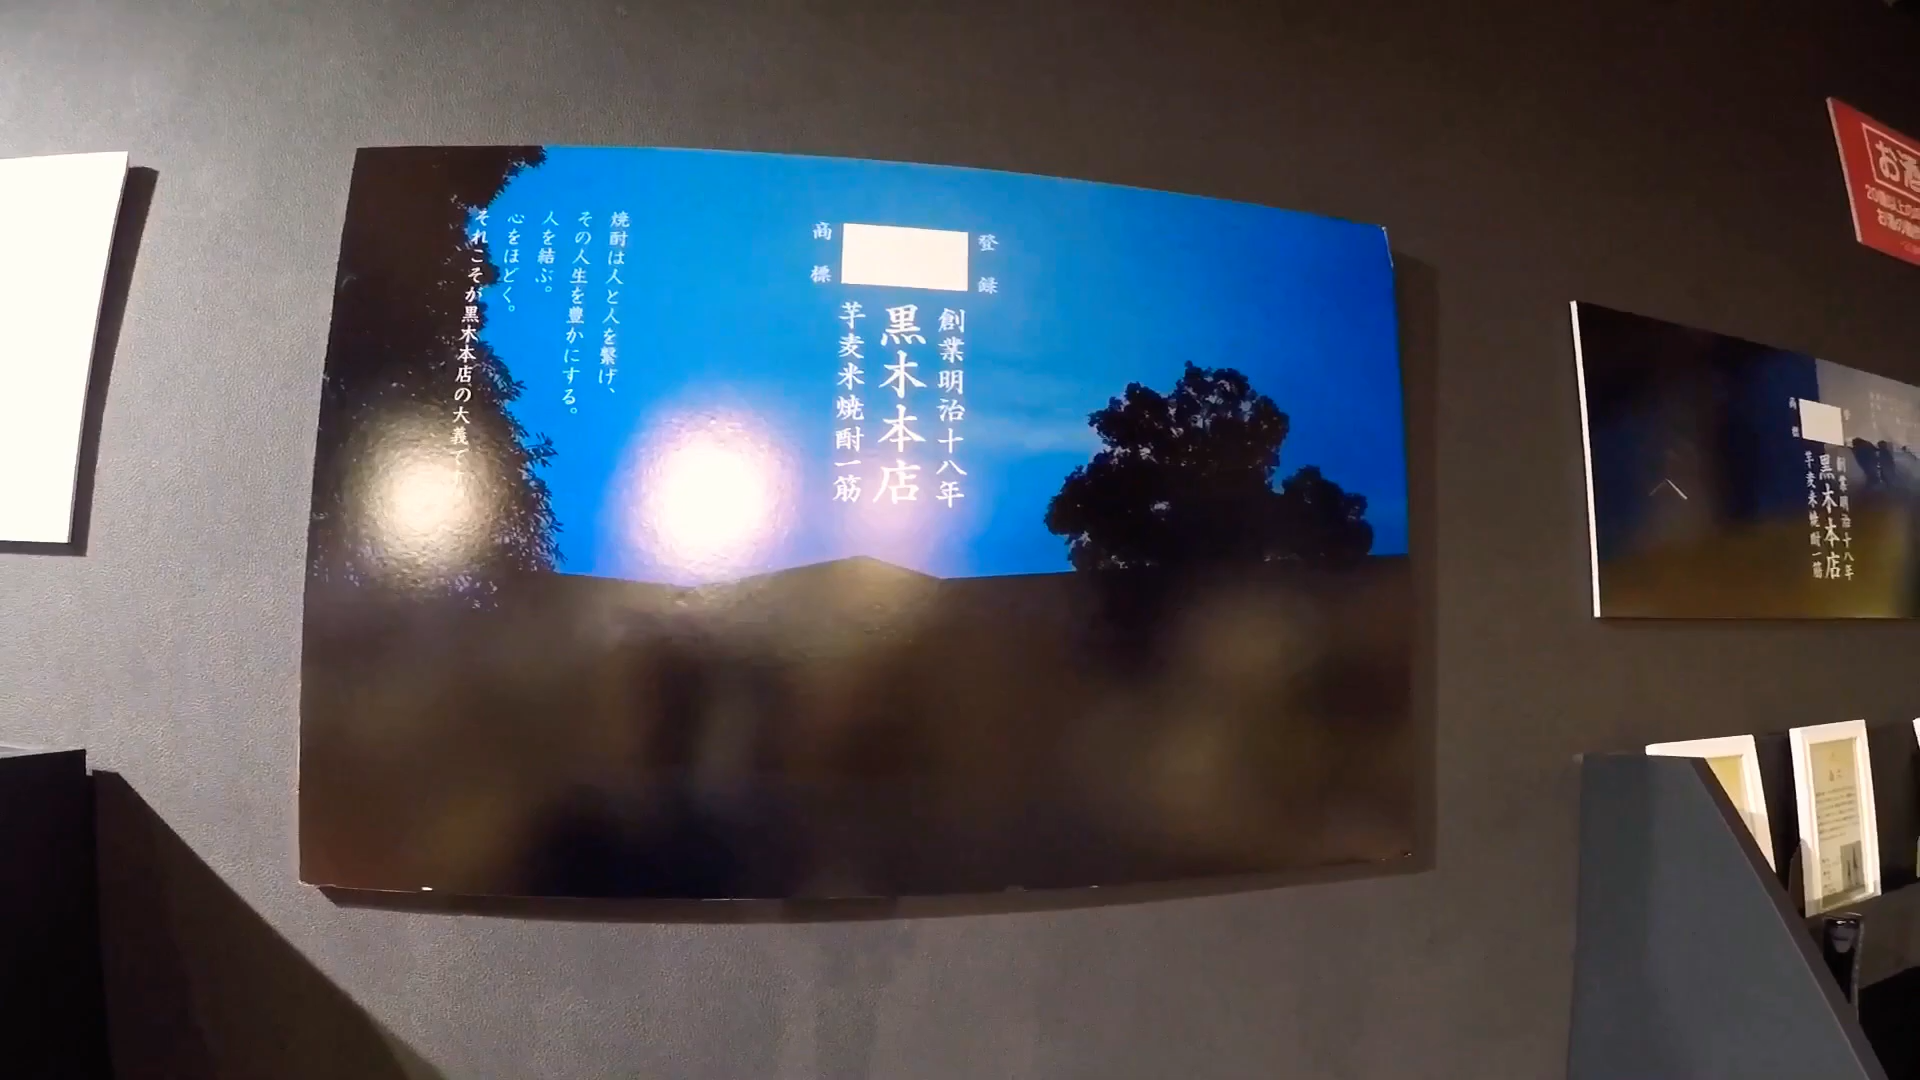 登録
商標
創業明治十八年
黒木本店
芋麦米焼酎一筋
焼酎は人と人を繋げ、
その人生を豊かにする。
人を結ぶ。
心をほどく。
それこそが黒木本店の大義で
お酒
創業明治十八年
黒木本店
芋麦米焼酎一筋